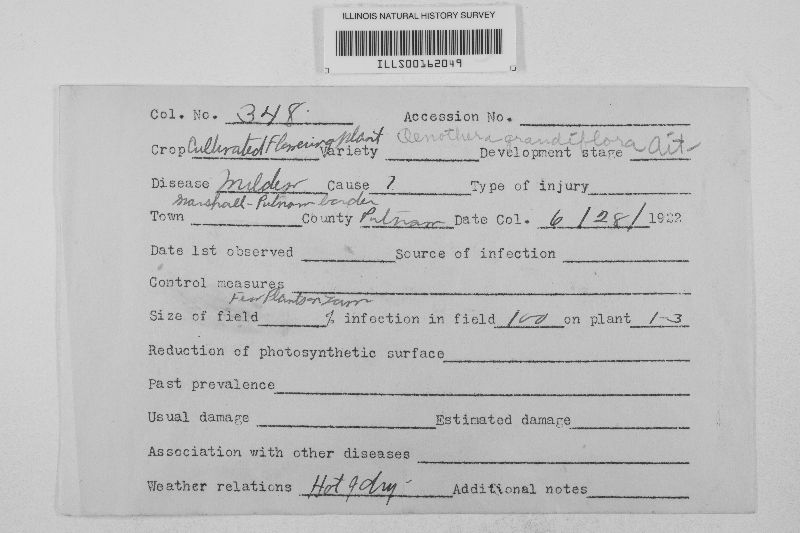 ILLINOIS NATURAL HISTORY SURVEY
ILLS00162049
Col. No. 348. Accession No.
Crop Cultivated Flowering plant Variety Oenothera grandiflora Ait Development stage
Disease Mildew Cause ? Type of injury
Marshall-Putnam border
Town County Putnam Date Col. 6/28/1922
Date 1st observed Source of infection
Control measures
Few Plants on Farm
Size of field % infection in field 100 on plant 1-3
Reduction of photosynthetic surface
Past prevalence
Usual damage Estimated damage
Association with other diseases
Weather relations Hot & dry- Additional notes